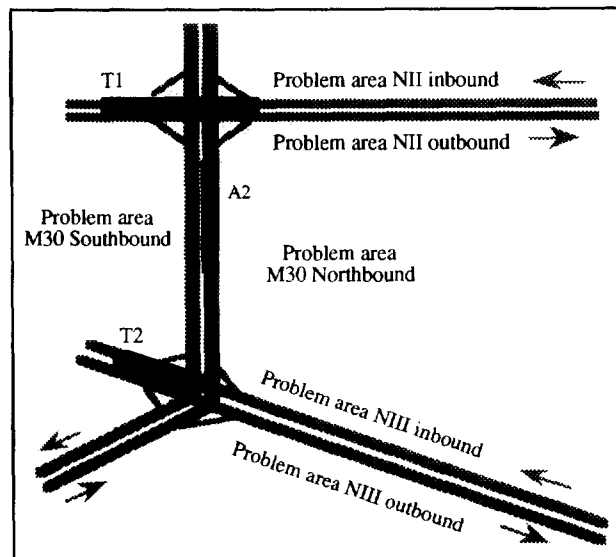 T1
Problem area NII inbound
Problem area NII outbound
A2
Problem area
M30 Southbound
Problem area
M30 Northbound
T2
Problem area NIII inbound
Problem area NIII outbound